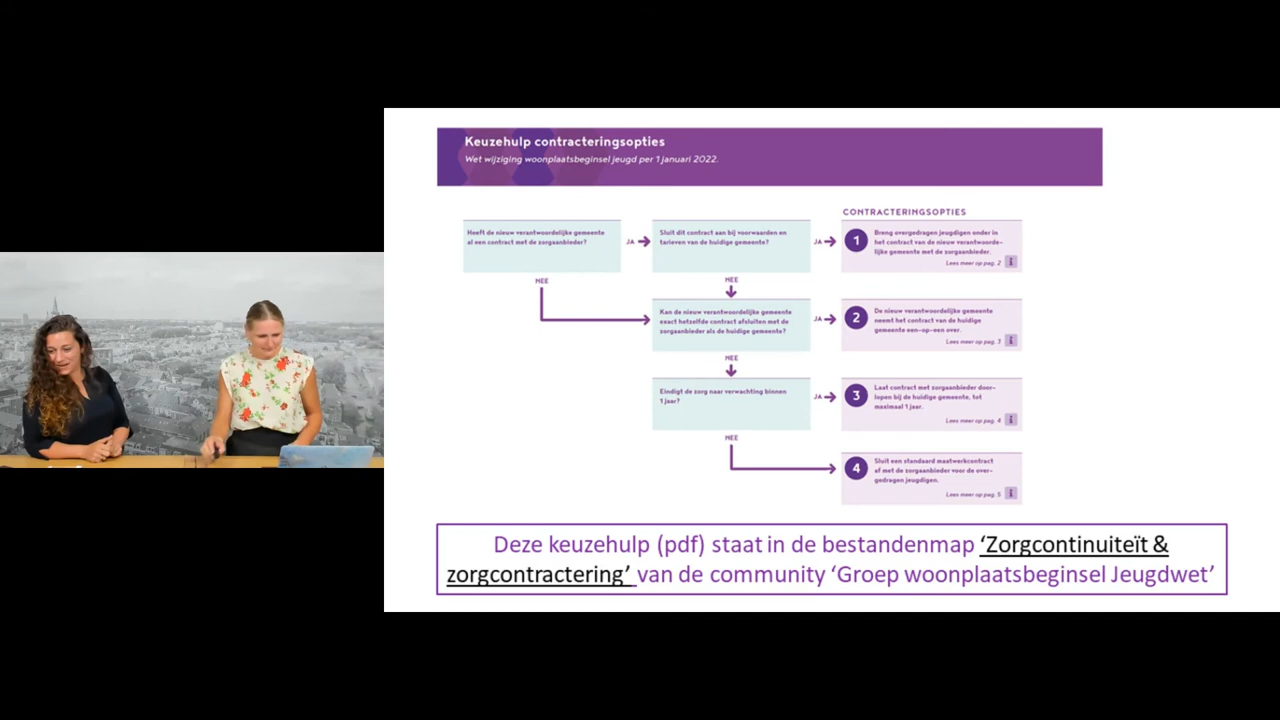 Keuzehulp contracteringsopties
Wet wijziging woonplaatsbeginsel jeugd per 1 januari 2022.
CONTRACTERINGSOPTIES
Heeft de nieuw verantwoordelijke gemeente
al een contract met de zorgaanbieder?
JA
Sluit dit contract aan bij voorwaarden en
tarieven van de huidige gemeente?
JA
1
Breng overgedragen jeugdigen onder in
het contract van de nieuw verantwoorde-
lijke gemeente met de zorgaanbieder.
Lees meer op pag. 2
i
NEE
NEE
Kan de nieuw verantwoordelijke gemeente
exact hetzelfde contract afsluiten met de
zorgaanbieder als de huidige gemeente?
JA
2
De nieuw verantwoordelijke gemeente
neemt het contract van de huidige
gemeente een-op-een over.
Lees meer op pag. 3
i
NEE
Eindigt de zorg naar verwachting binnen
1 jaar?
JA
3
Laat contract met zorgaanbieder door-
lopen bij de huidige gemeente, tot
maximaal 1 jaar.
Lees meer op pag. 4
i
NEE
4
Sluit een standaard maatwerkcontract
af met de zorgaanbieder voor de over-
gedragen jeugdigen.
Lees meer op pag. 5
i
Deze keuzehulp (pdf) staat in de bestandenmap ‘Zorgcontinuiteït &
zorgcontractering’ van de community ‘Groep woonplaatsbeginsel Jeugdwet’